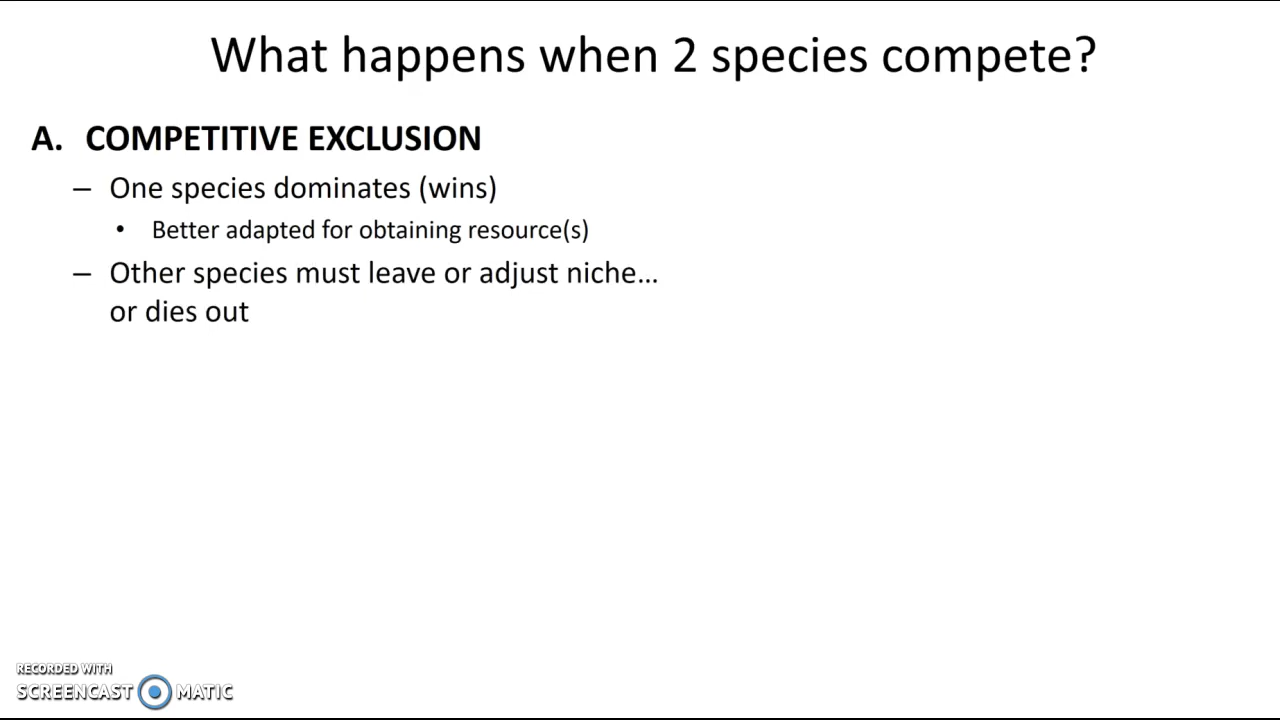 What happens when 2 species compete?
A. COMPETITIVE EXCLUSION
– One species dominates (wins)
• Better adapted for obtaining resource(s)
– Other species must leave or adjust niche…
or dies out
RECORDED WITH
SCREENCAST MATIC